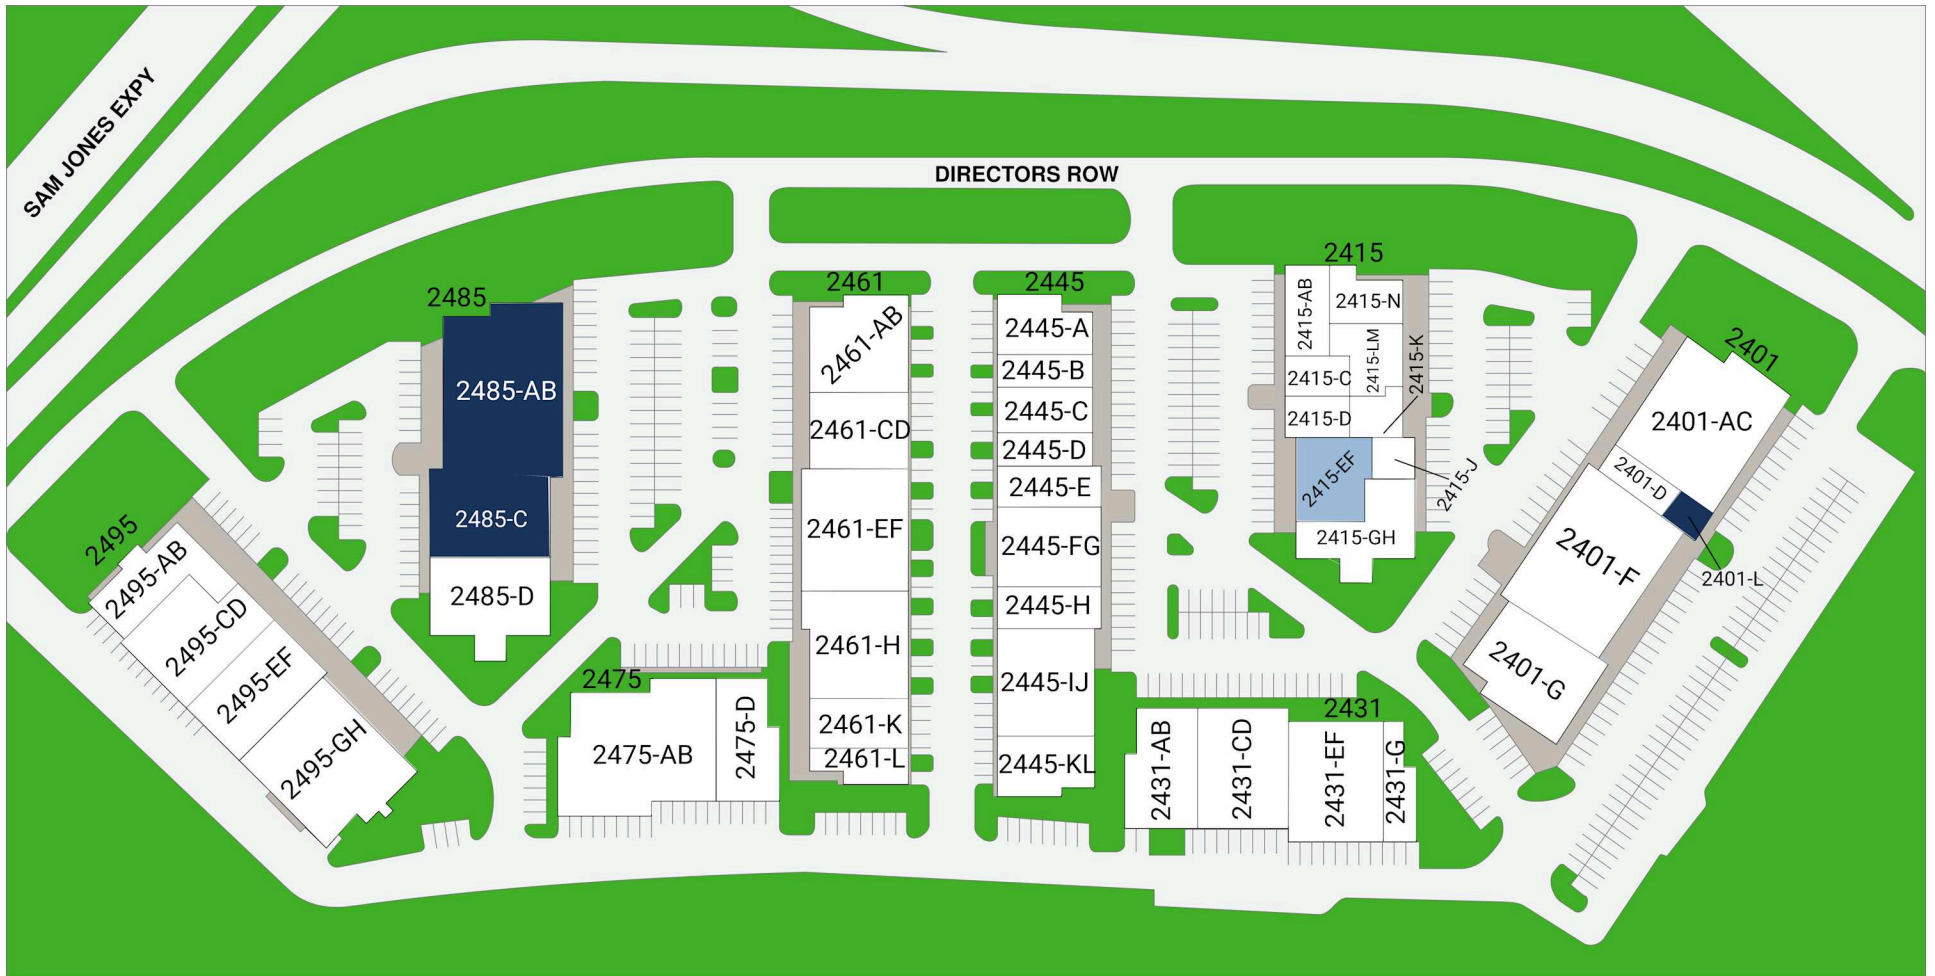 SAM JONES EXPY
DIRECTORS ROW
2495
2495-AB
2495-CD
2495-EF
2495-GH
2485
2485-AB
2485-C
2485-D
2475
2475-AB
2475-D
2461
2461-AB
2461-CD
2461-EF
2461-H
2461-K
2461-L
2445
2445-A
2445-B
2445-C
2445-D
2445-E
2445-FG
2445-H
2445-IJ
2445-KL
2415
2415-AB
2415-N
2415-LM
2415-K
2415-C
2415-D
2415-EF
2415-J
2415-GH
2431
2431-AB
2431-CD
2431-EF
2431-G
2401
2401-AC
2401-D
2401-L
2401-F
2401-G